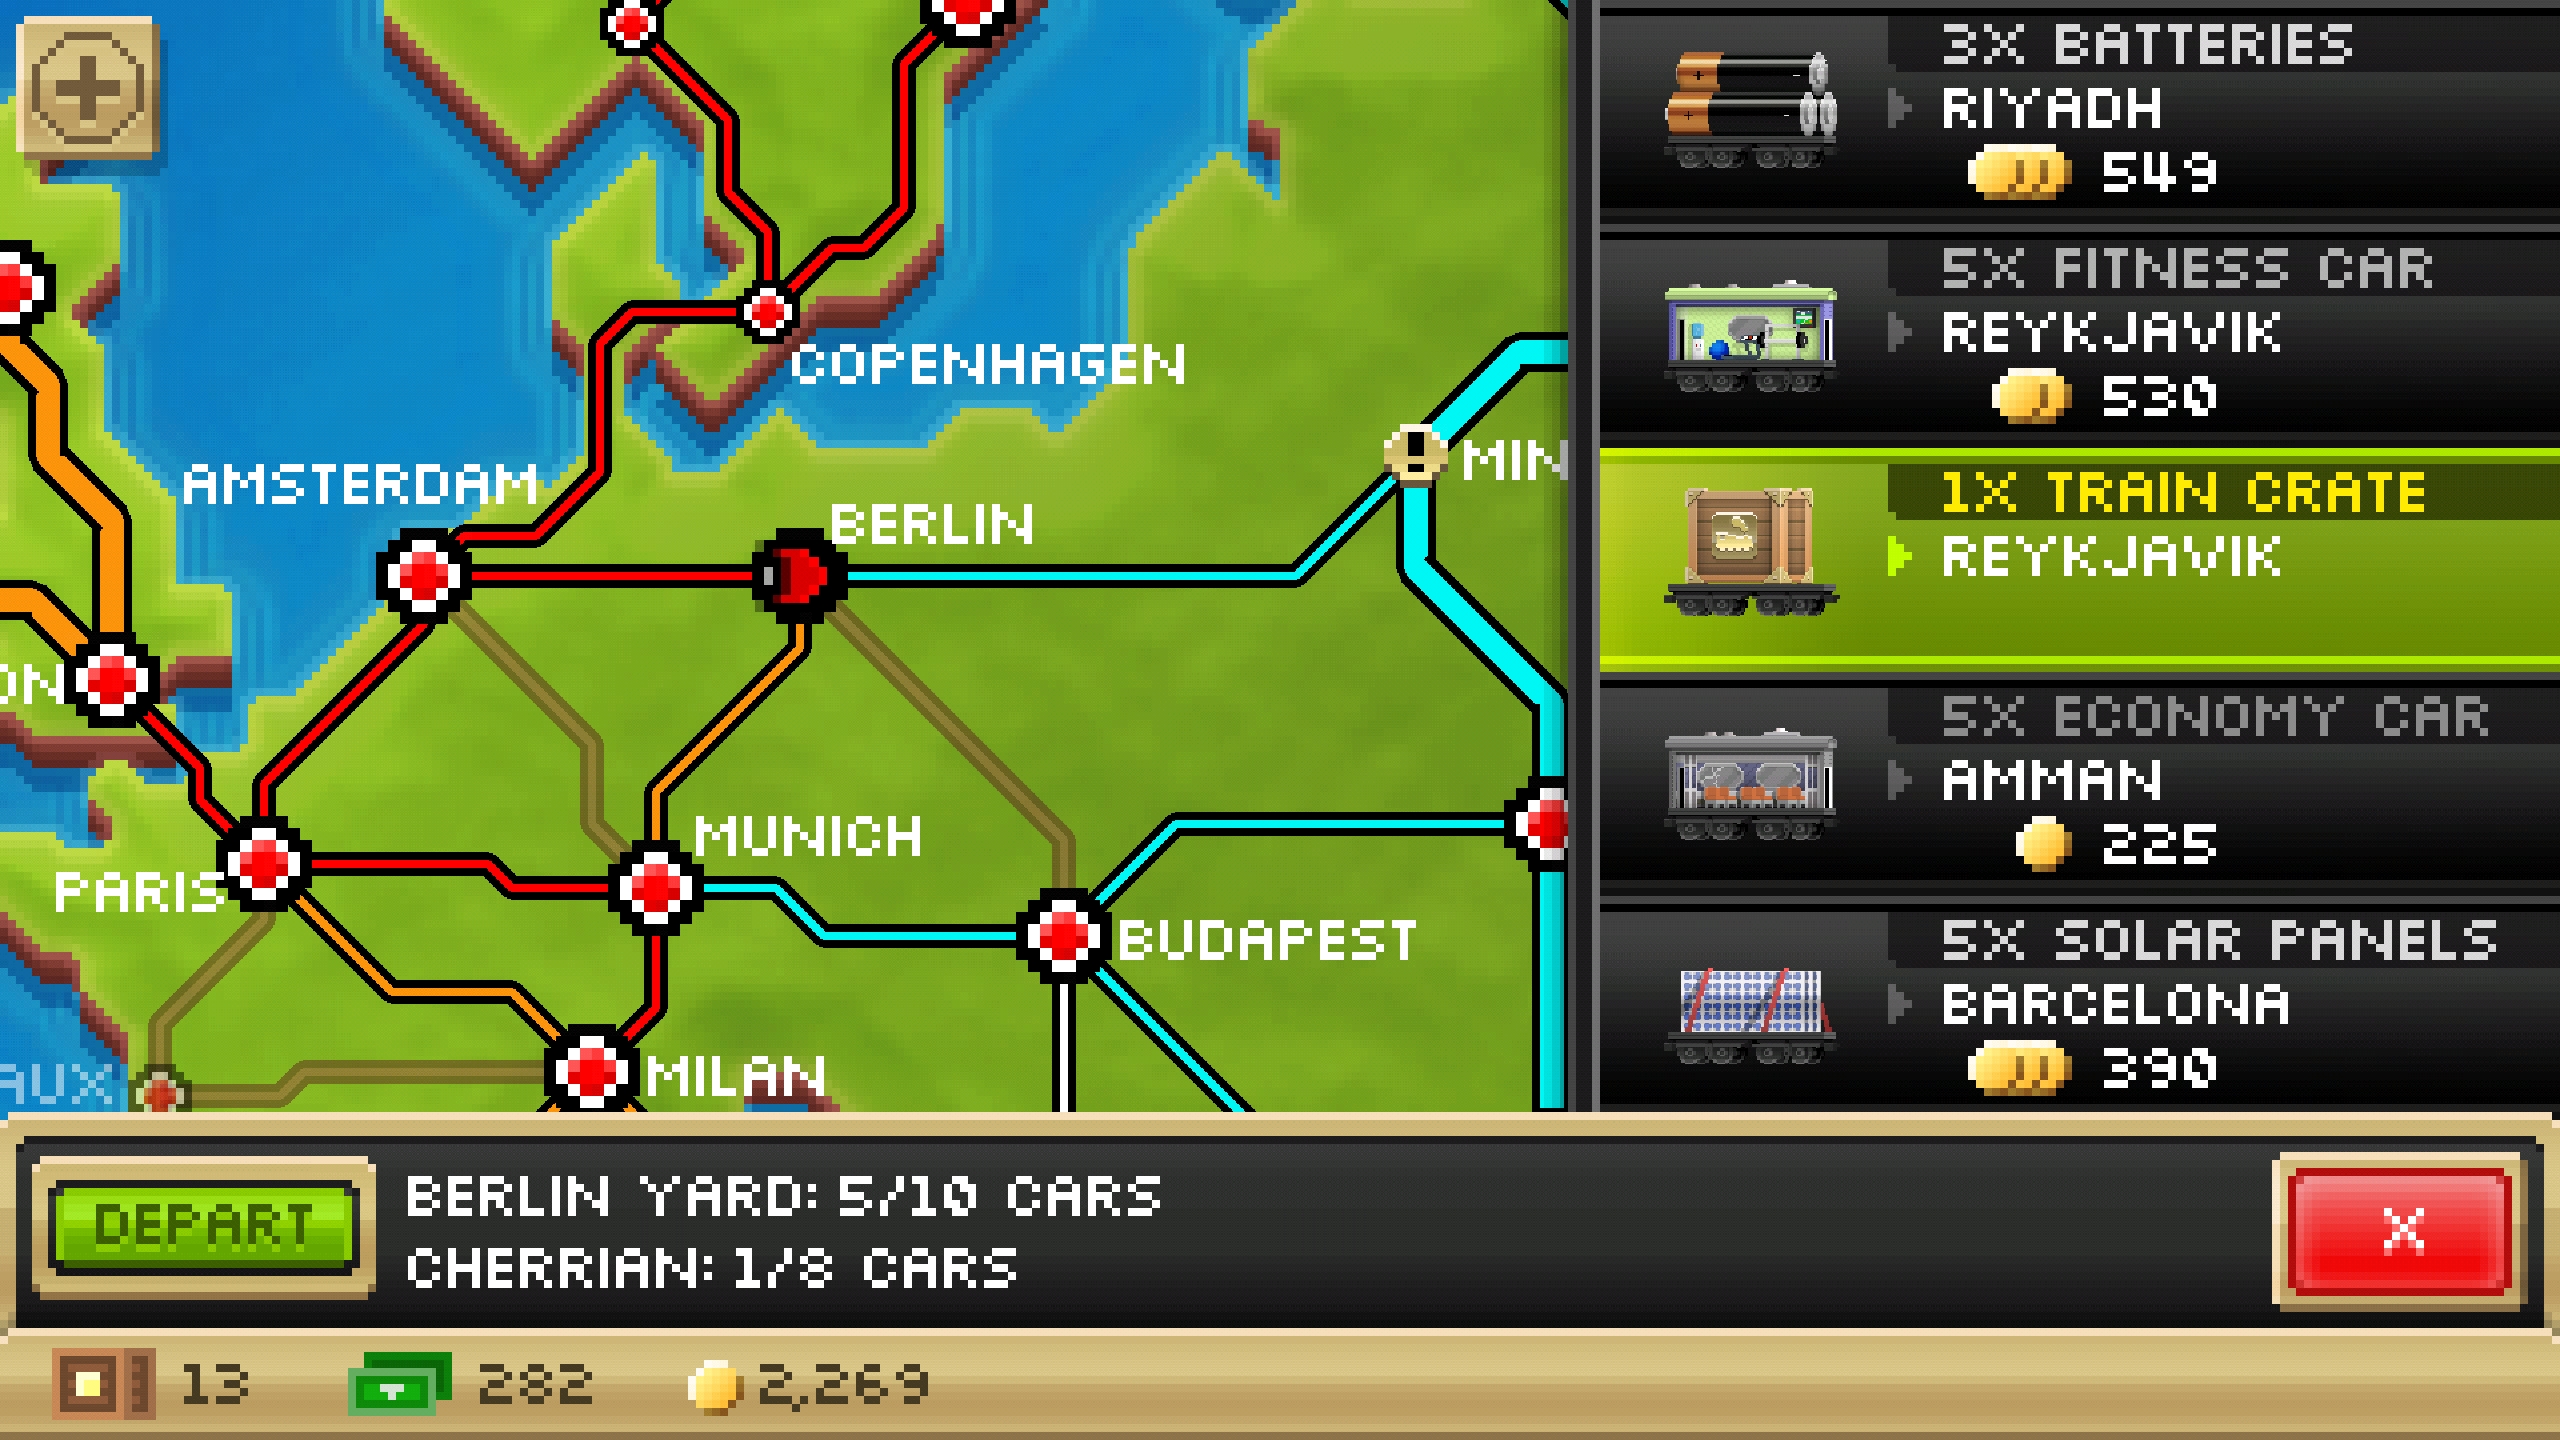 COPENHAGEN
AMSTERDAM
BERLIN
MIN
ON
MUNICH
PARIS
BUDAPEST
MILAN
AUX
3X BATTERIES
RIYADH
549
5X FITNESS CAR
REYKJAVIK
530
1X TRAIN CRATE
REYKJAVIK
5X ECONOMY CAR
AMMAN
225
5X SOLAR PANELS
BARCELONA
390
DEPART
BERLIN YARD: 5/10 CARS
CHERRIAN: 1/8 CARS
X
13
282
2,269